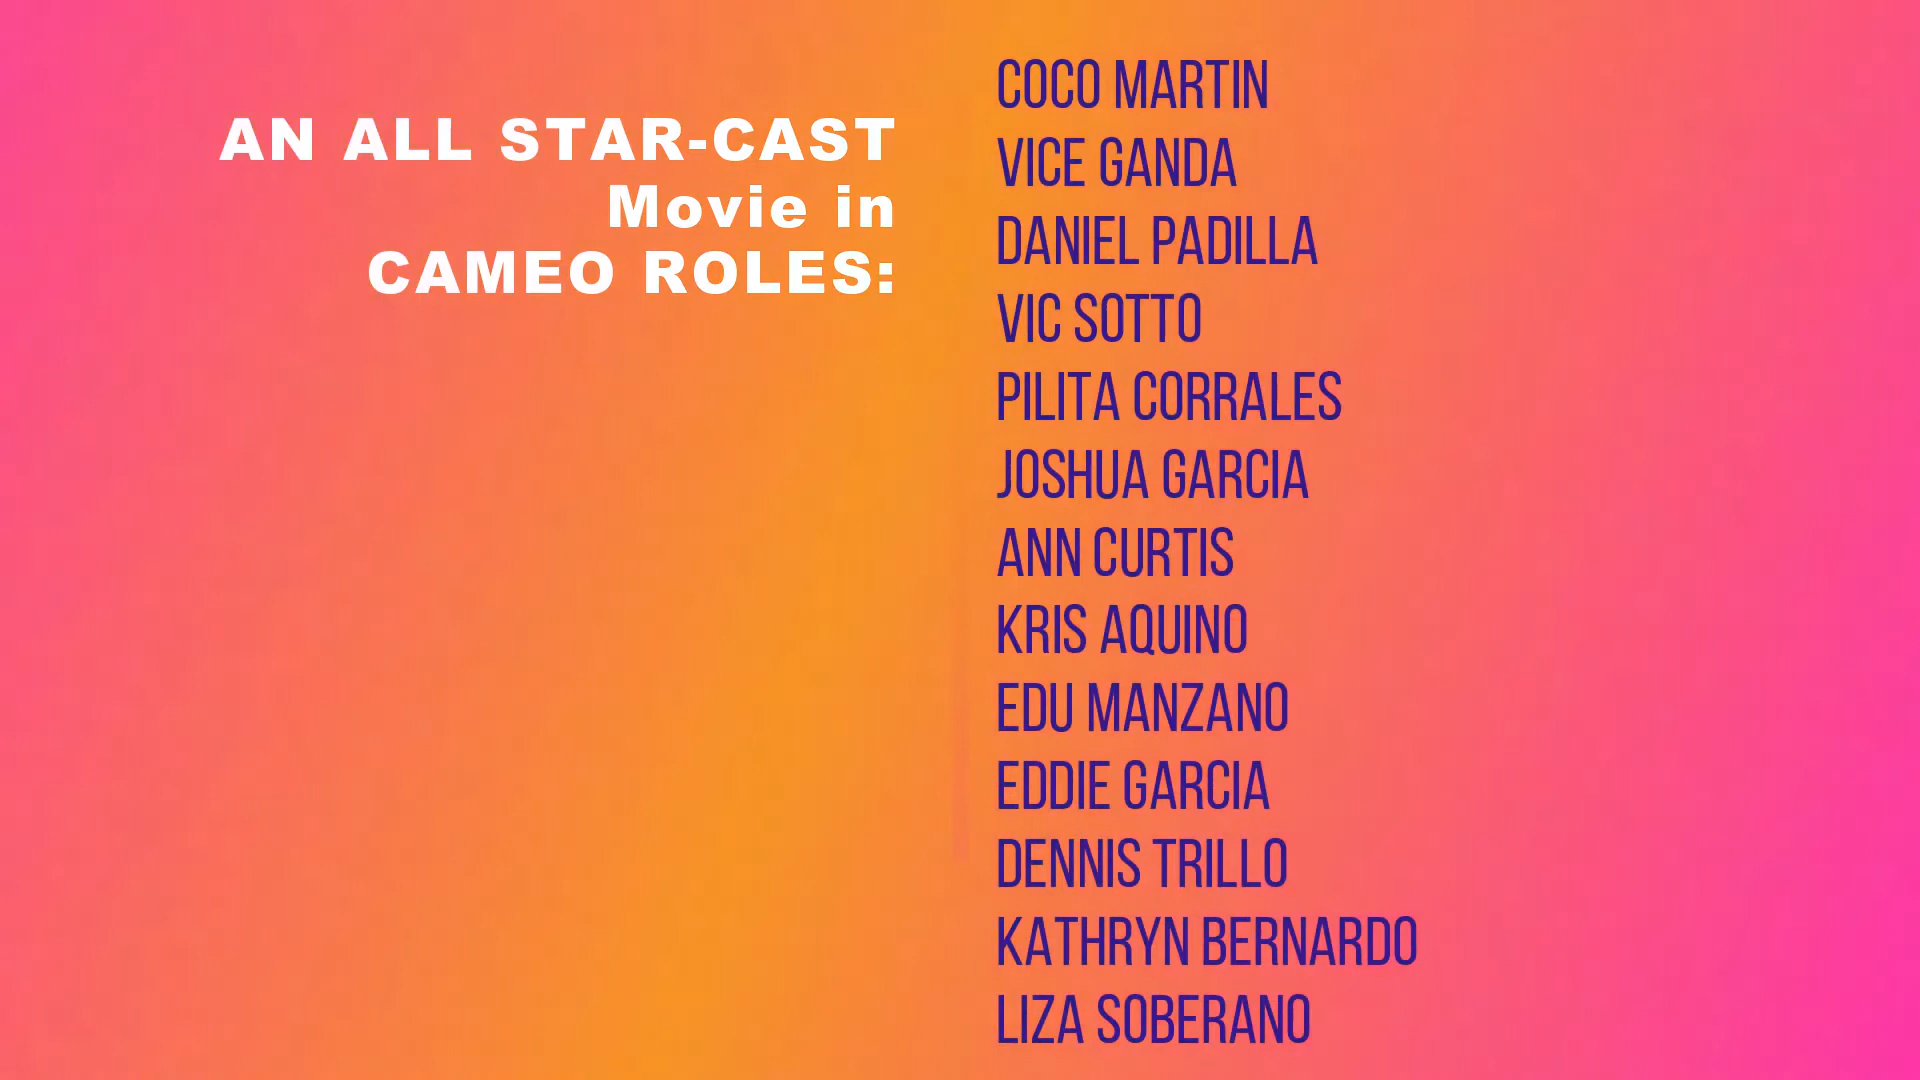 AN ALL STAR-CAST
Movie in
CAMEO ROLES:
COCO MARTIN
VICE GANDA
DANIEL PADILLA
VIC SOTTO
PILITA CORRALES
JOSHUA GARCIA
ANN CURTIS
KRIS AQUINO
EDU MANZANO
EDDIE GARCIA
DENNIS TRILLO
KATHRYN BERNARDO
LIZA SOBERANO